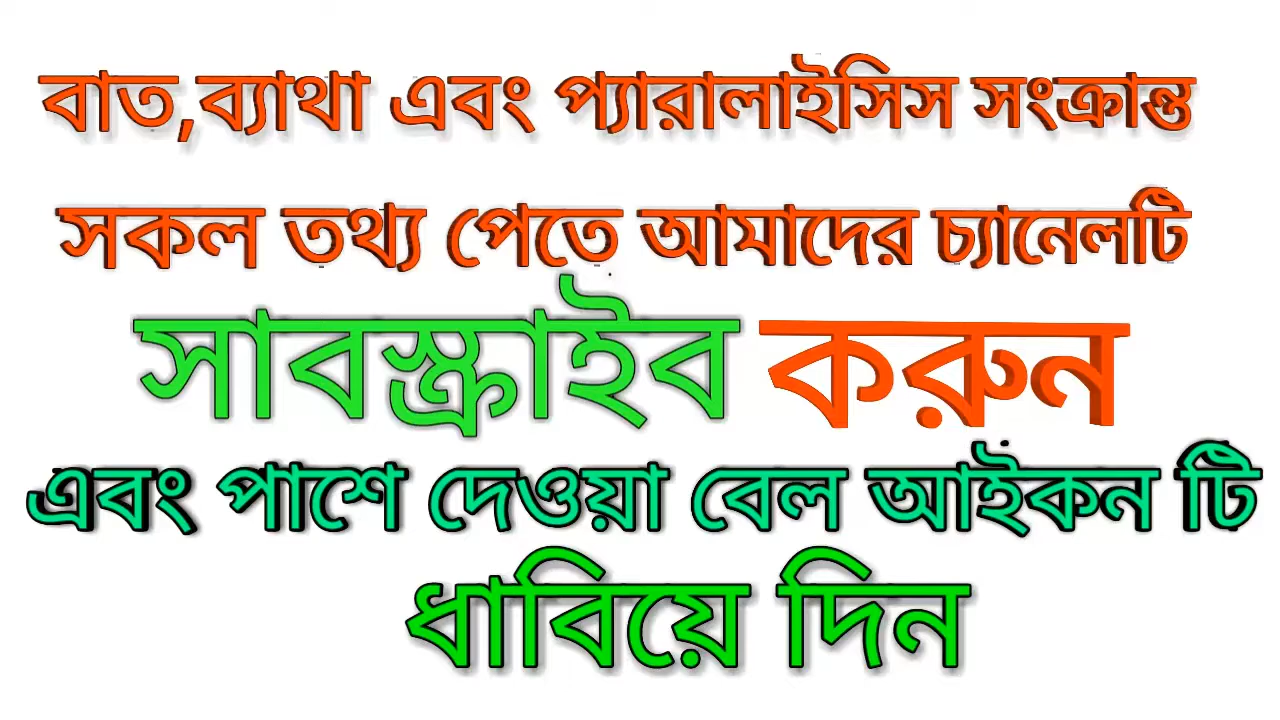 বাত,ব্যাথা এবং প্যারালাইসিস সংক্রান্ত
সকল তথ্য পেতে আমাদের চ্যানেলটি
সাবস্ক্রাইব করুন
এবং পাশে দেওয়া বেল আইকন টি
ধাবিয়ে দিন